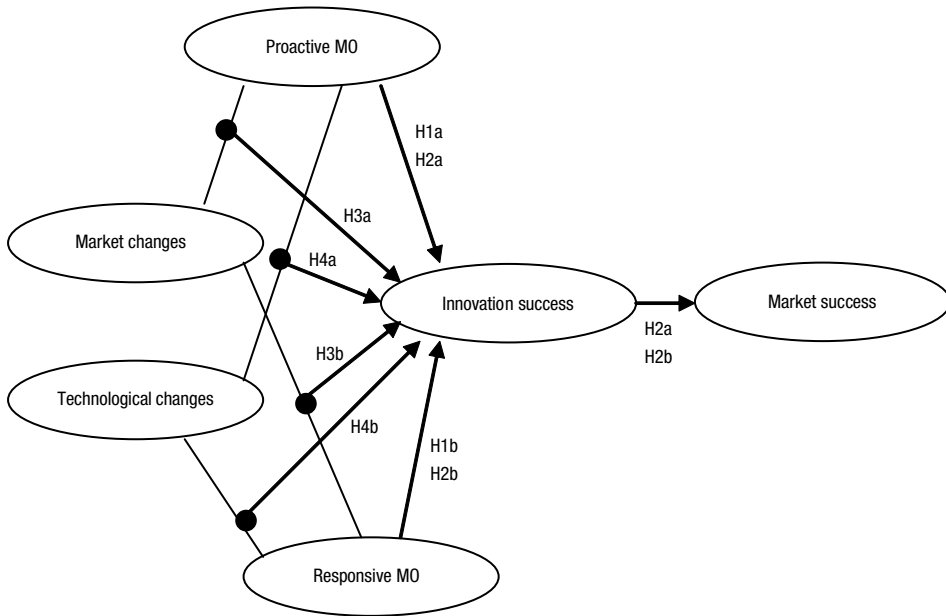 Proactive MO
H1a
H2a
H3a
Market changes
H4a
Innovation success
Market success
H2a
H2b
H3b
Technological changes
H4b
H1b
H2b
Responsive MO